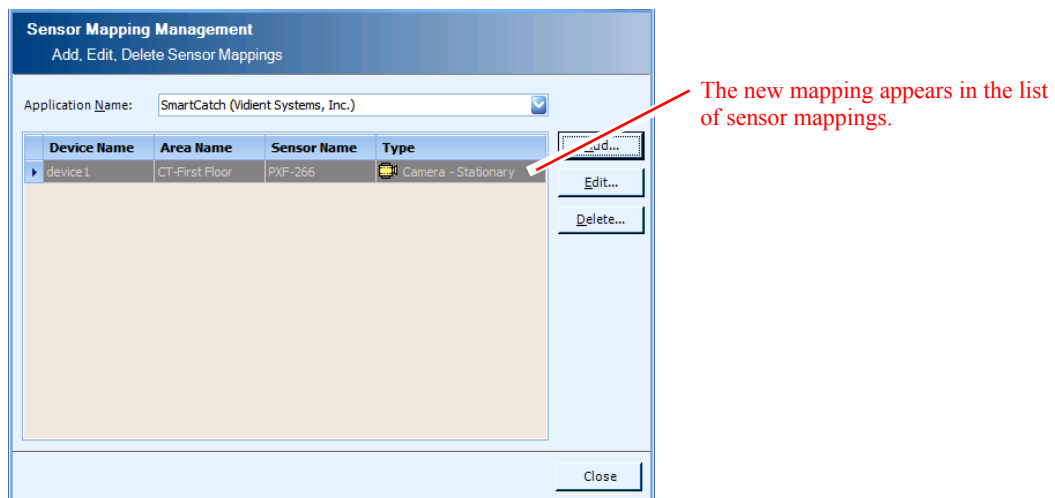 Sensor Mapping Management
Add, Edit, Delete Sensor Mappings
Application Name: SmartCatch (Vidient Systems, Inc.)
The new mapping appears in the list
of sensor mappings.
Device Name Area Name Sensor Name Type
device1 CT-First Floor PXF-266 Camera - Stationary
Edit...
Delete...
Close